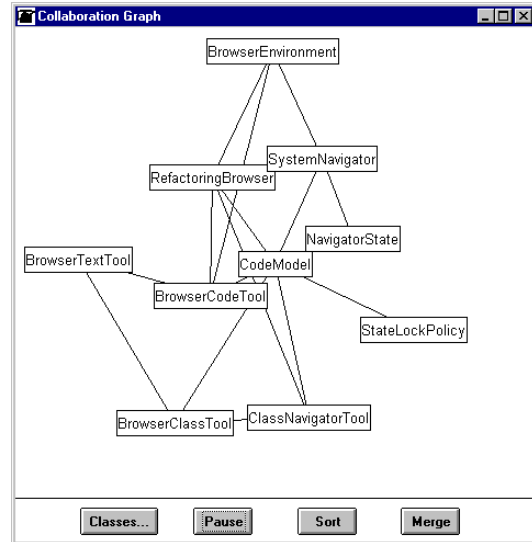 Collaboration Graph
BrowserEnvironment
SystemNavigator
RefactoringBrowser
NavigatorState
BrowserTextTool
CodeModel
BrowserCodeTool
StateLockPolicy
ClassNavigatorTool
BrowserClassTool
Classes... Pause Sort Merge